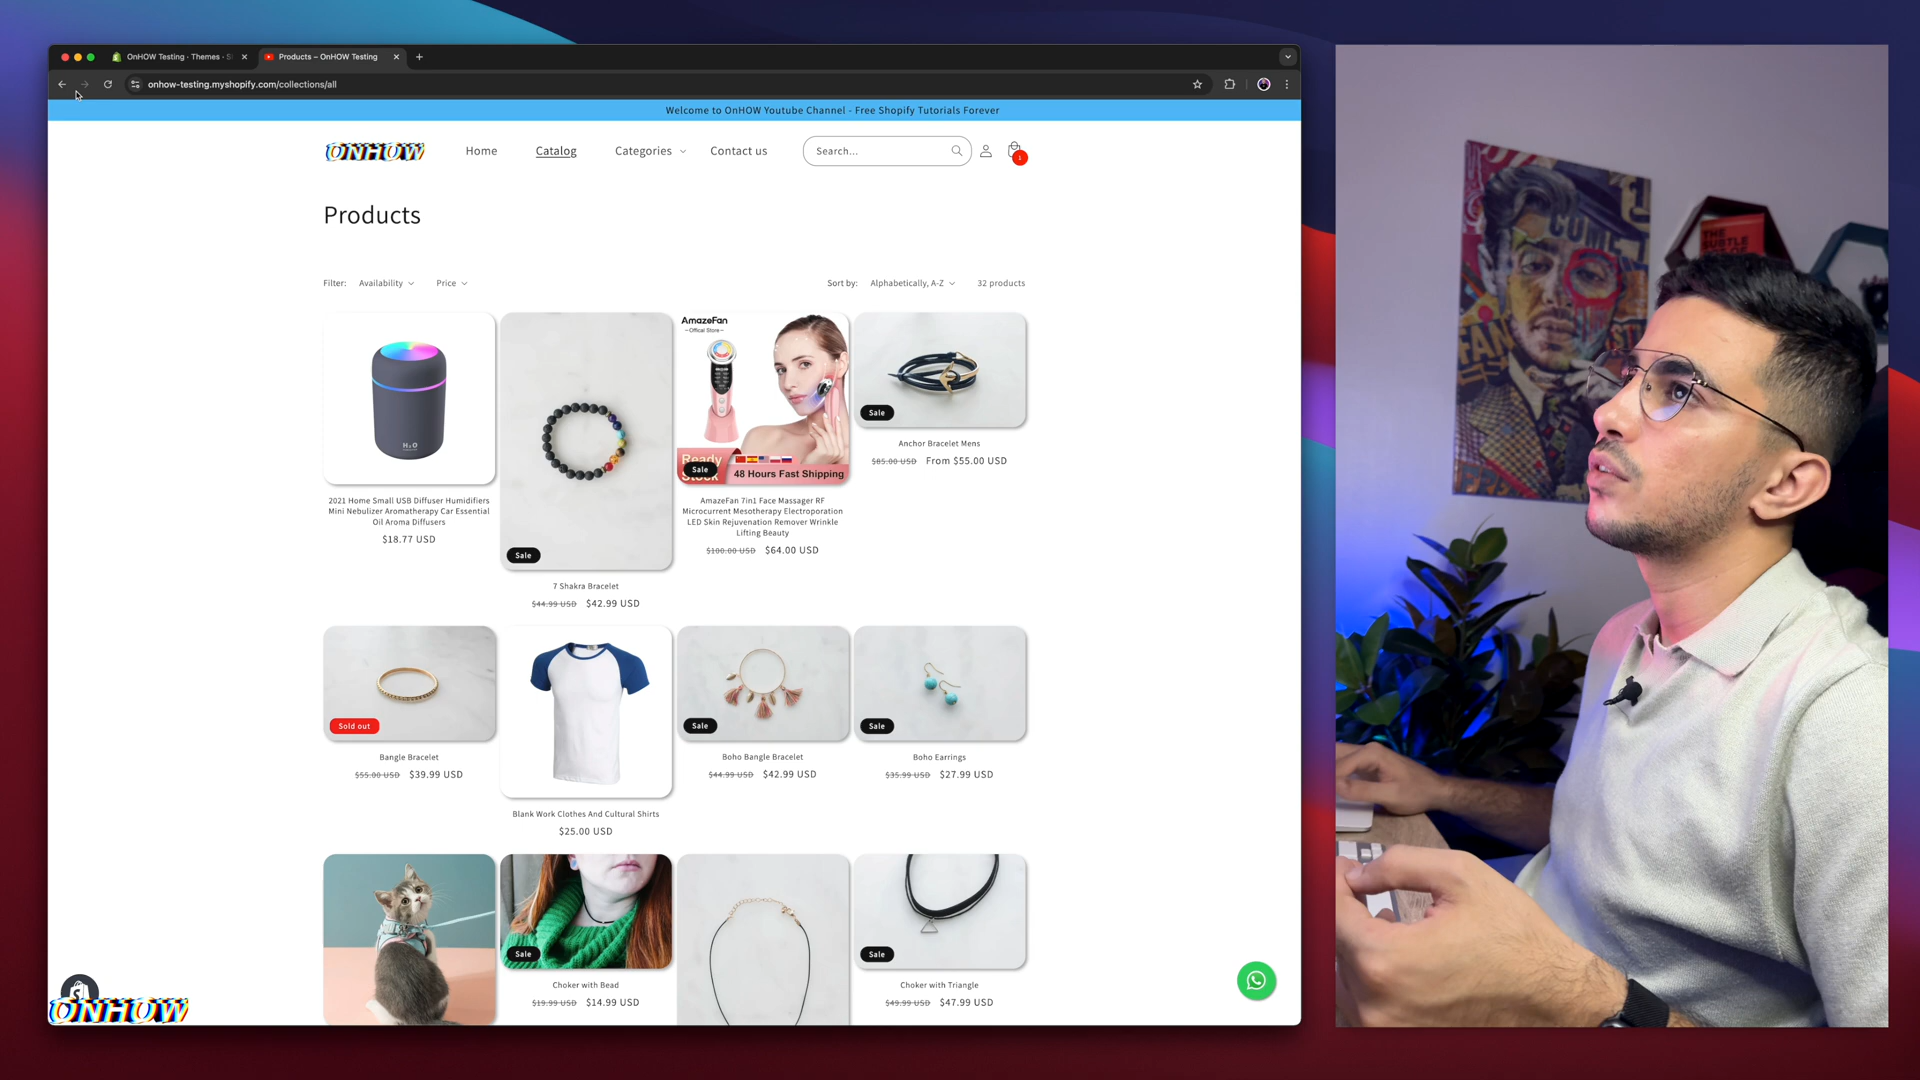 OnHOW Testing · Themes · S
Products – OnHOW Testing
onhow-testing.myshopify.com/collections/all
Welcome to OnHOW Youtube Channel - Free Shopify Tutorials Forever
ONHOW
Home
Catalog
Categories
Contact us
Search...
1
Products
Filter:
Availability
Price
Sort by:
Alphabetically, A-Z
32 products
H₂O
2021 Home Small USB Diffuser Humidifiers
Mini Nebulizer Aromatherapy Car Essential
Oil Aroma Diffusers
$18.77 USD
Sale
7 Shakra Bracelet
$44.99 USD $42.99 USD
AmazeFan
—Offical Store—
Ready
Stock
Sale
48 Hours Fast Shipping
AmazeFan 7in1 Face Massager RF
Microcurrent Mesotherapy Electroporation
LED Skin Rejuvenation Remover Wrinkle
Lifting Beauty
$100.00 USD $64.00 USD
Sale
Anchor Bracelet Mens
$85.00 USD From $55.00 USD
Sold out
Bangle Bracelet
$55.00 USD $39.99 USD
Blank Work Clothes And Cultural Shirts
$25.00 USD
Sale
Boho Bangle Bracelet
$44.99 USD $42.99 USD
Sale
Boho Earrings
$35.99 USD $27.99 USD
Sale
Choker with Bead
$19.99 USD $14.99 USD
Sale
Choker with Triangle
$49.99 USD $47.99 USD
ONHOW
COME
FAN
THE
SUBTLE